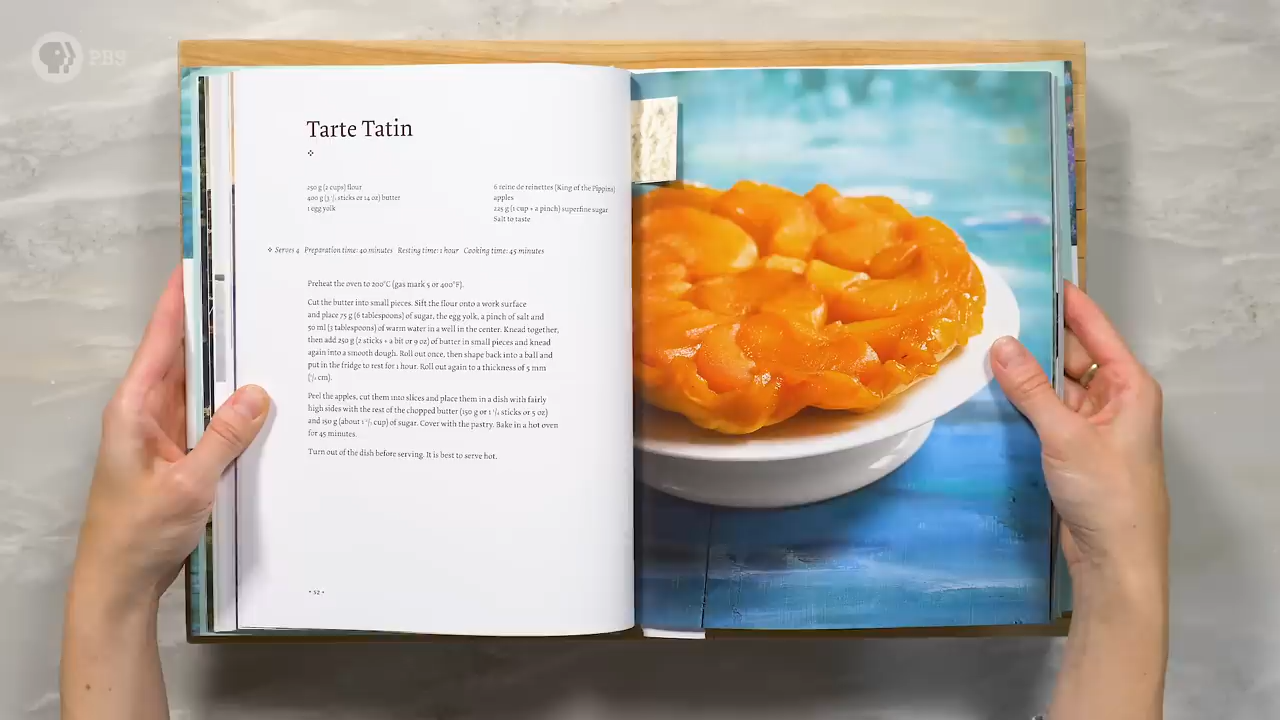 PBS
Tarte Tatin
250 g (2 cups) flour
400 g (3 ½ sticks or 14 oz) butter
1 egg yolk
6 reine de reinettes (King of the Pippins)
apples
225 g (1 cup + a pinch) superfine sugar
Salt to taste
Serves 4 Preparation time: 40 minutes Resting time: 1 hour Cooking time: 45 minutes
Preheat the oven to 200°C (gas mark 5 or 400°F).
Cut the butter into small pieces. Sift the flour onto a work surface
and place 75 g (6 tablespoons) of sugar, the egg yolk, a pinch of salt and
50 ml (3 tablespoons) of warm water in a well in the center. Knead together,
then add 250 g (2 sticks + a bit or 9 oz) of butter in small pieces and knead
again into a smooth dough. Roll out once, then shape back into a ball and
put in the fridge to rest for 1 hour. Roll out again to a thickness of 5 mm
cm).
Peel the apples, cut them into slices and place them in a dish with fairly
high sides with the rest of the chopped butter (150 g or 1 sticks or 5 oz)
and 150 g (about 1 cup) of sugar. Cover with the pastry. Bake in a hot oven
for 45 minutes.
Turn out of the dish before serving. It is best to serve hot.
• 52 •